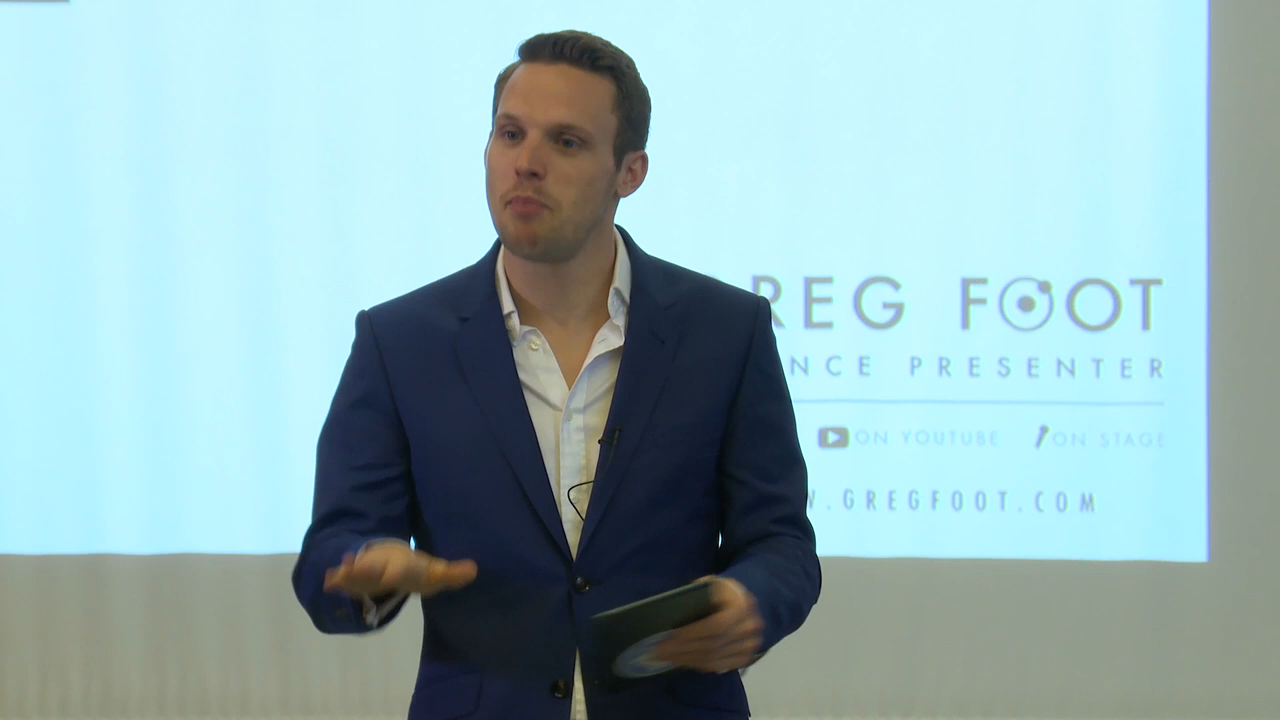 REG FOOT
NCE PRESENTER
ON YOUTUBE ON STAGE
W.GREGFOOT.COM